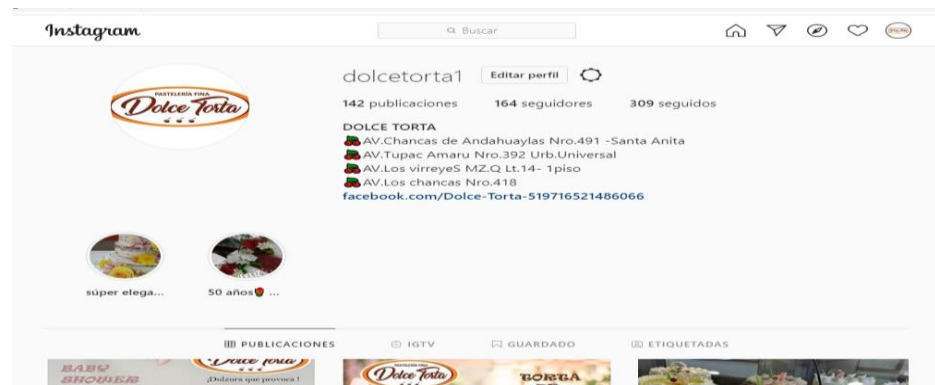 Instagram
Buscar
PASTELERÍA FINA
Dolce Torta
dolcetorta1 Editar perfil
142 publicaciones 164 seguidores 309 seguidos
DOLCE TORTA
AV.Chancas de Andahuaylas Nro.491 -Santa Anita
AV.Tupac Amaru Nro.392 Urb.Universal
AV.Los virreyeS MZ.Q Lt.14- 1piso
AV.Los chancas Nro.418
facebook.com/Dolce-Torta-519716521486066
súper elega... 50 años ...
PUBLICACIONES IGTV GUARDADO ETIQUETADAS
BABY
SHOWER
Dolce Torta
¡Dulzura que provoca!
Dolce Torta
TORTA